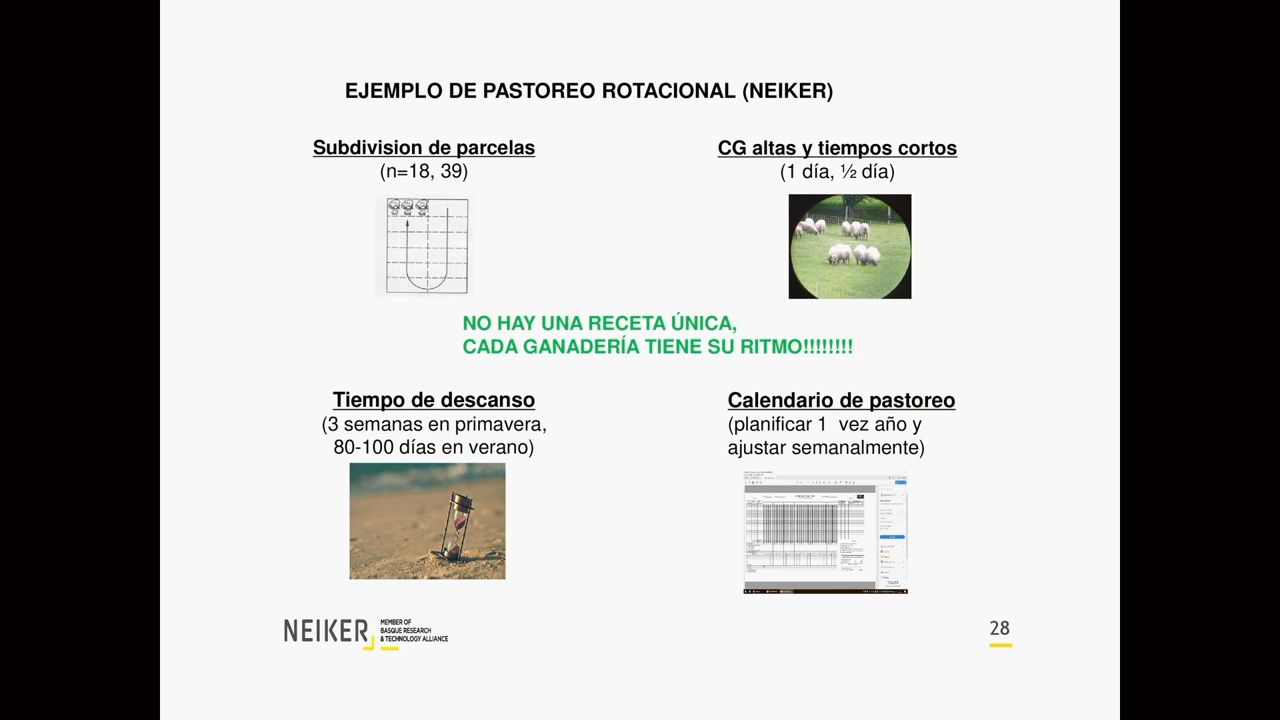 EJEMPLO DE PASTOREO ROTACIONAL (NEIKER)
Subdivision de parcelas
(n=18, 39)
CG altas y tiempos cortos
(1 día, ½ día)
NO HAY UNA RECETA ÚNICA,
CADA GANADERÍA TIENE SU RITMO!!!!!!!!
Tiempo de descanso
(3 semanas en primavera,
80-100 días en verano)
Calendario de pastoreo
(planificar 1 vez año y
ajustar semanalmente)
NEIKER
MEMBER OF
BASQUE RESEARCH
& TECHNOLOGY ALLIANCE
28